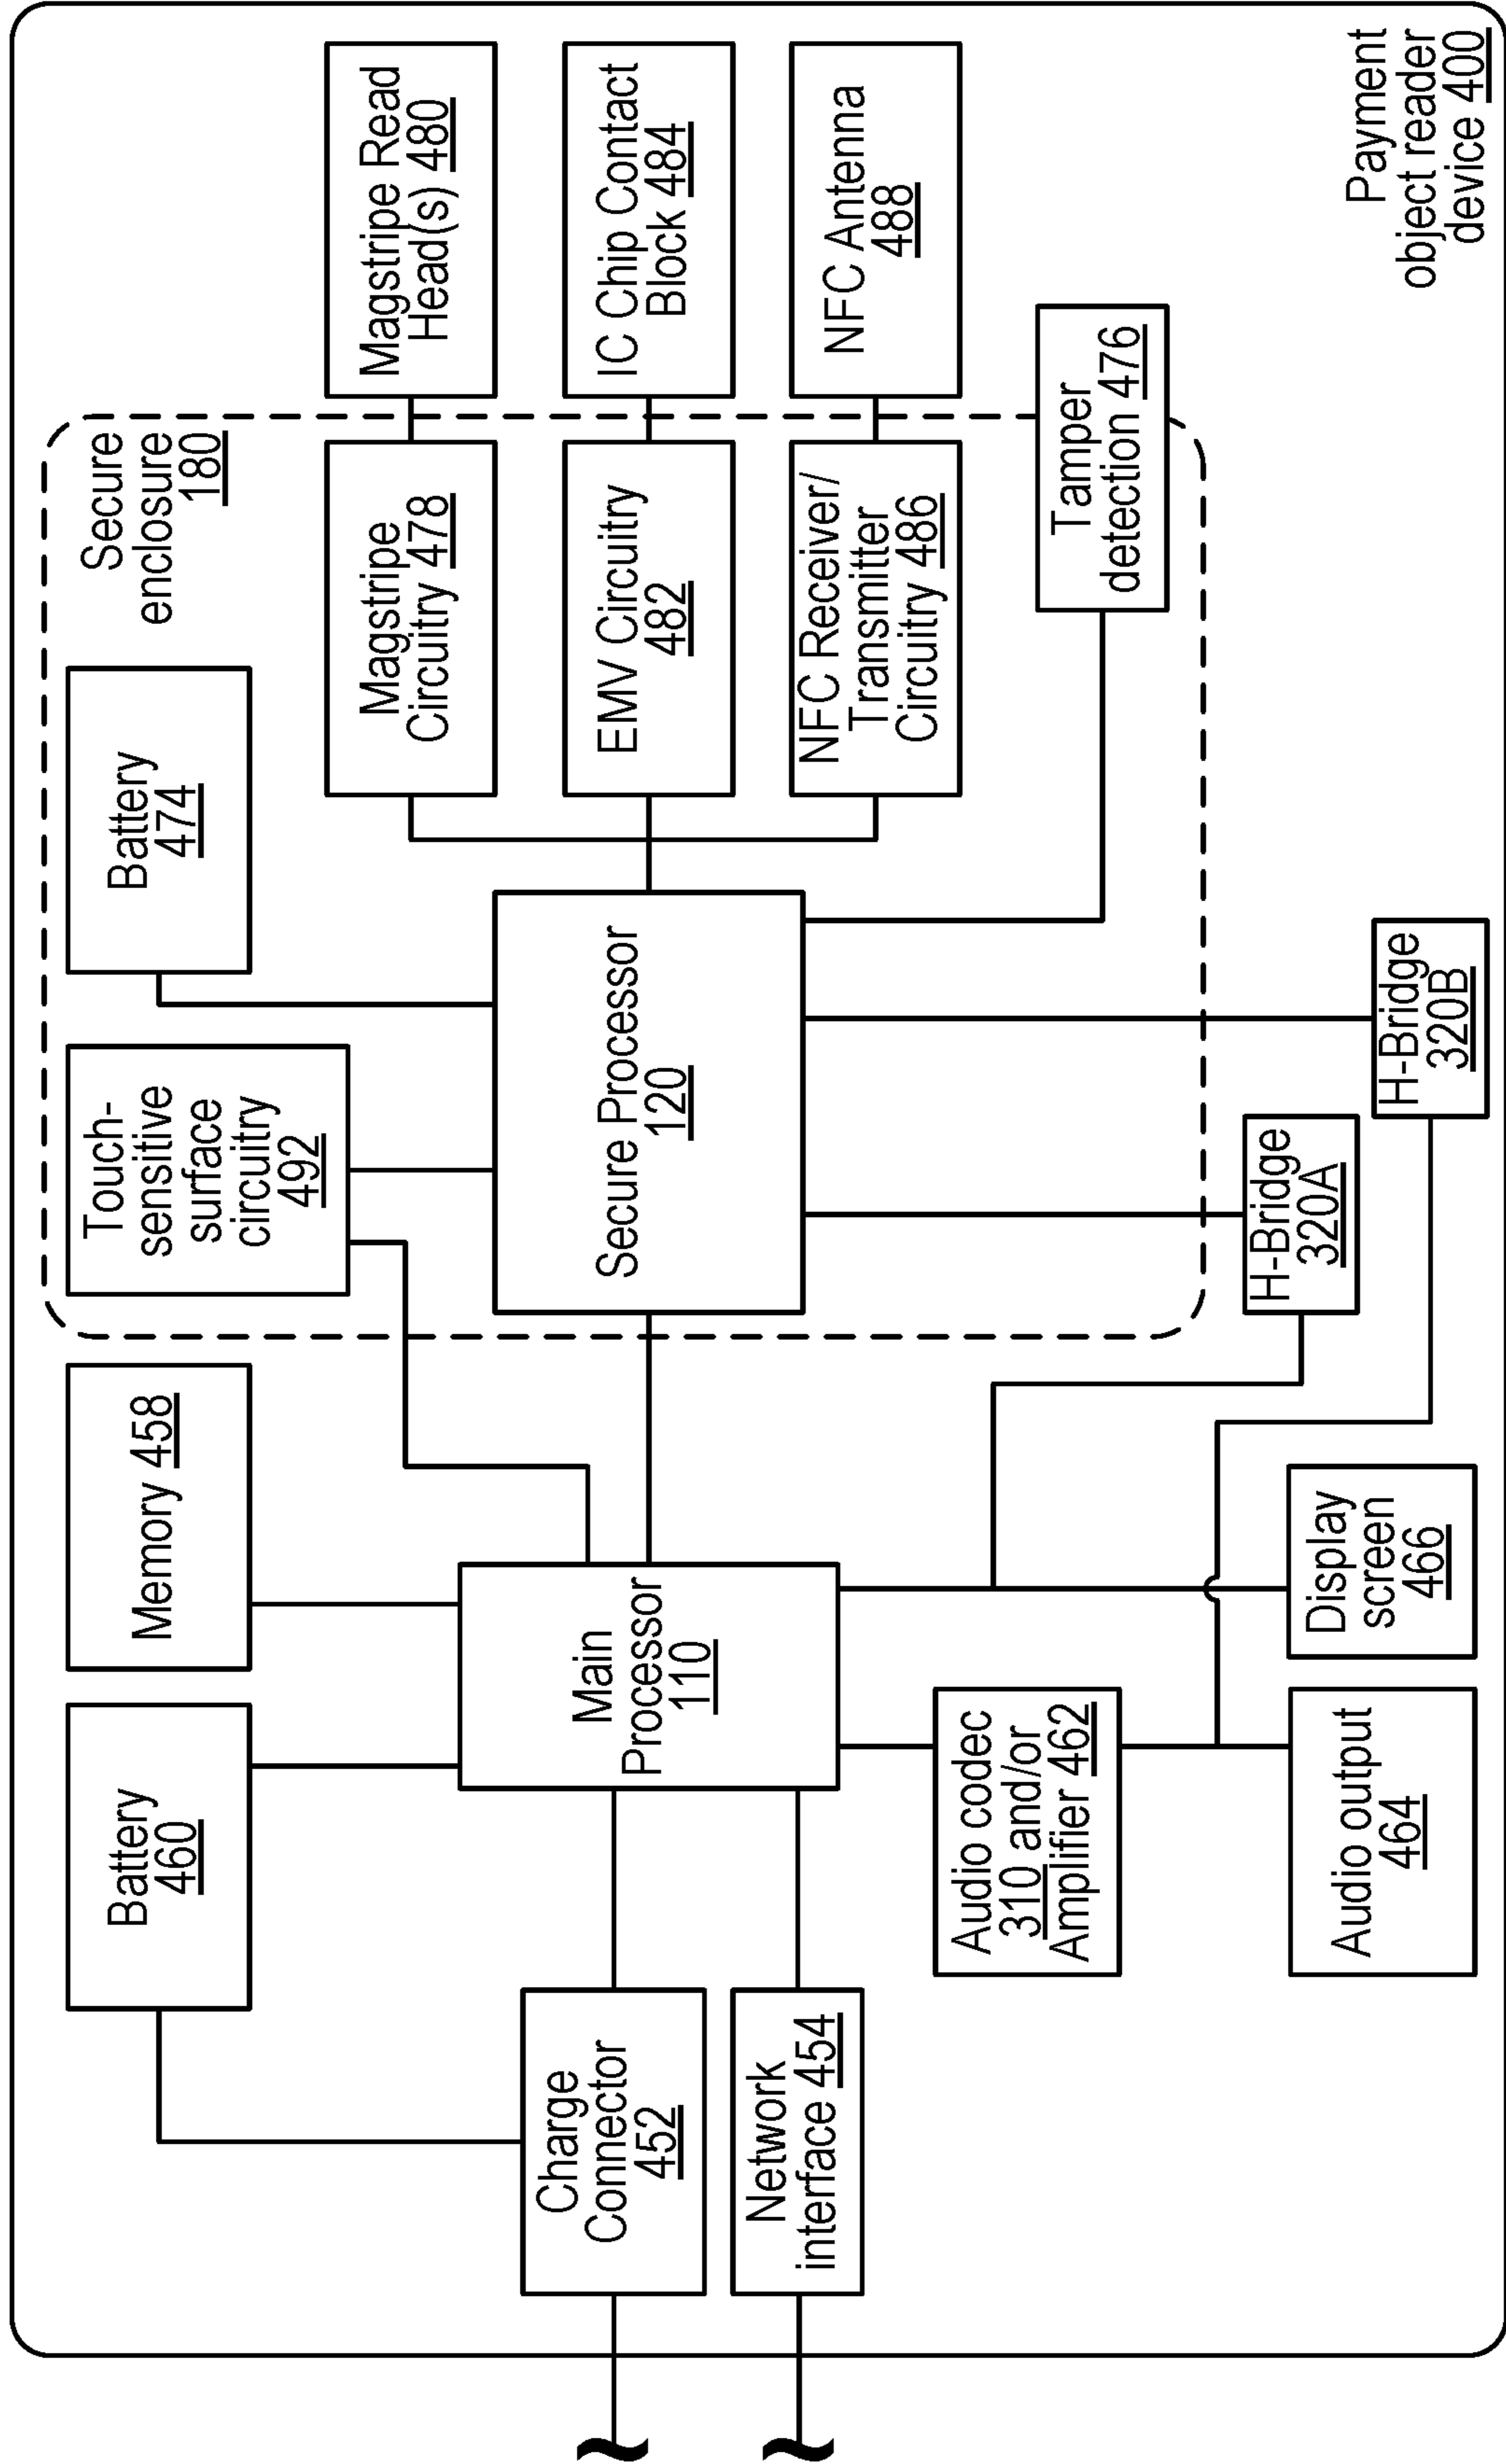 Battery
460
Memory 458
Touch-
sensitive
surface
circuitry
492
Battery
474
Secure
enclosure
180
Charge
Connector
452
Network
interface 454
Main
Processor
110
Secure Processor
120
Magstripe
Circuitry 478
Magstripe Read
Head(s) 480
EMV Circuitry
482
IC Chip Contact
Block 484
NFC Receiver/
Transmitter
Circuitry 486
NFC Antenna
488
Tamper
detection 476
Audio codec
310 and/or
Amplifier 462
Audio output
464
Display
screen
466
H-Bridge
320A
H-Bridge
320B
Payment
object reader
device 400